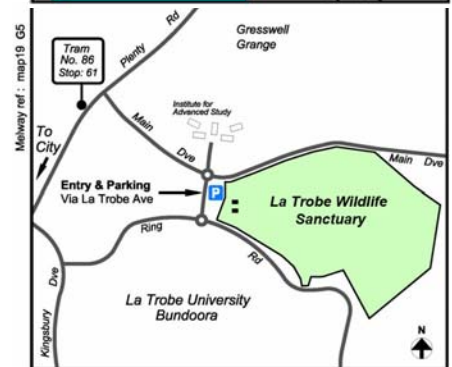 Melway ref : map19 G5
Tram
No. 86
Stop: 61
Plenty
Rd
Gresswell
Grange
Institute for
Advanced Study
To
City
Main
Dve
Main Dve
Entry & Parking
Via La Trobe Ave
P
La Trobe Wildlife
Sanctuary
Ring
Rd
La Trobe University
Bundoora
Kingsbury
Dve
N